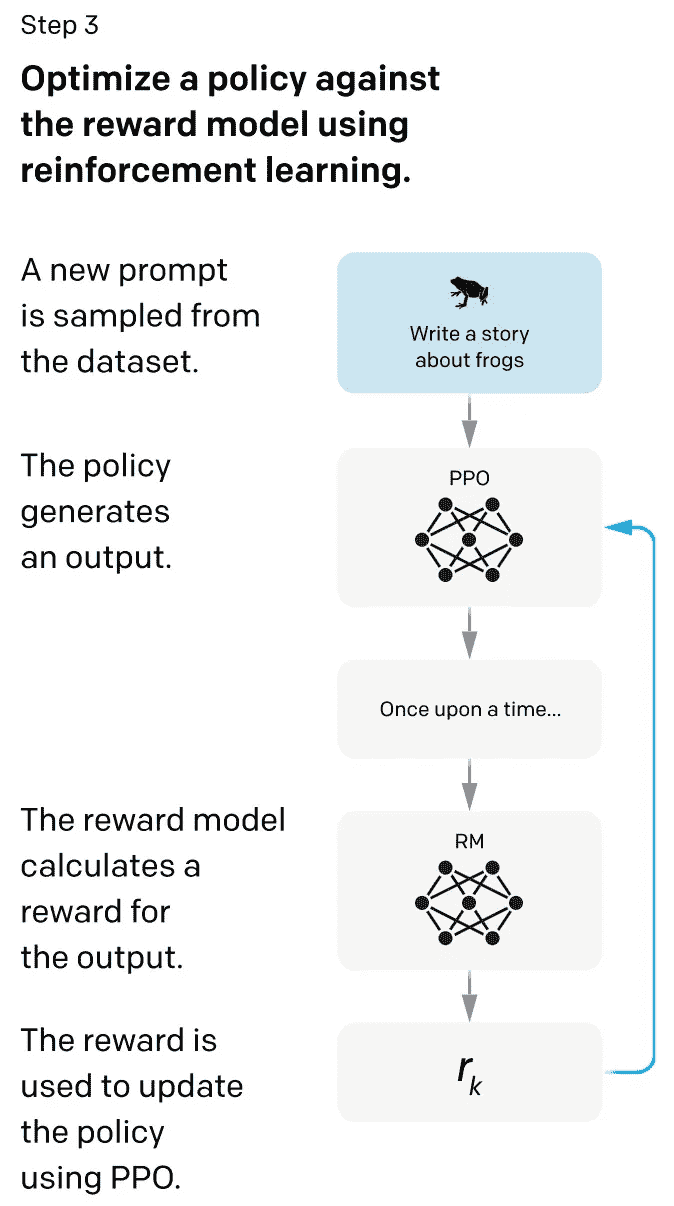 Step 3
Optimize a policy against
the reward model using
reinforcement learning.
A new prompt
is sampled from
the dataset.
Write a story
about frogs
The policy
generates
an output.
PPO
Once upon a time...
The reward model
calculates a
reward for
the output.
RM
The reward is
used to update
the policy
using PPO.
rk